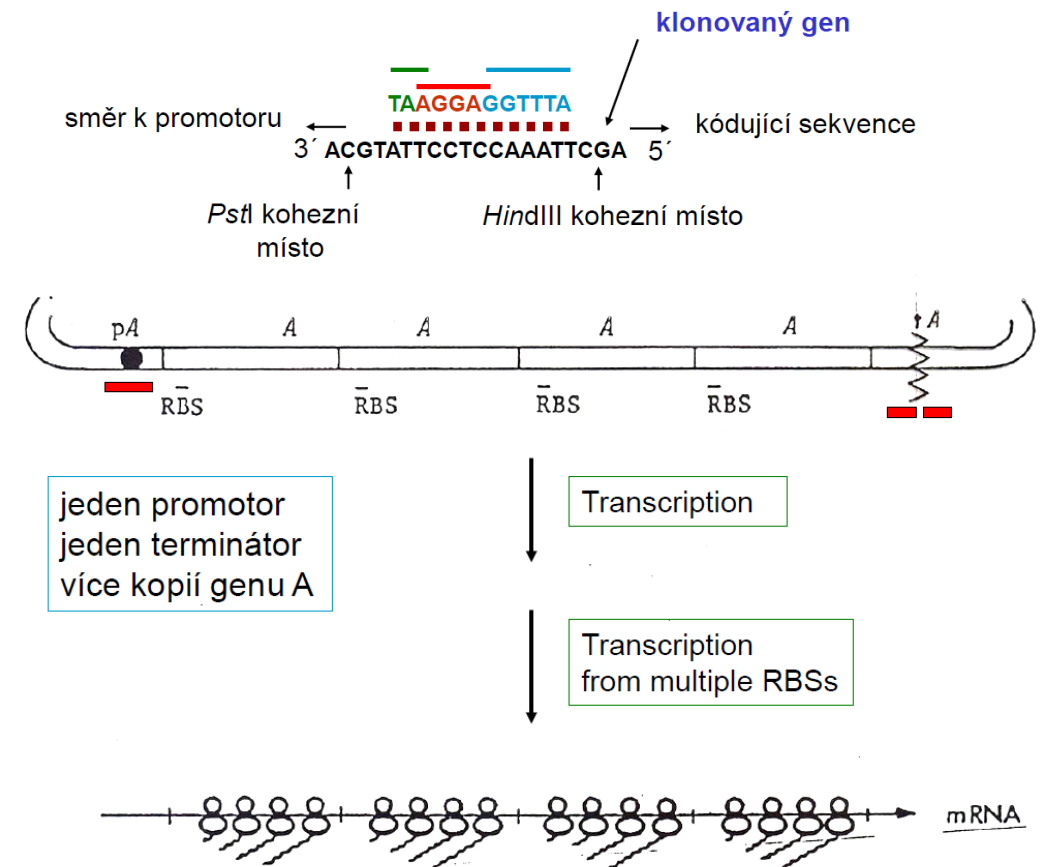 klonovaný gen
TAAGGAGGTTTA
směr k promotoru
kódující sekvence
3´ ACGTATTCCTCCAAATTCGA 5´
PstI kohezní
místo
HindIII kohezní místo
pA A A A A tA
RBS RBS RBS RBS
jeden promotor
jeden terminátor
více kopií genu A
Transcription
Transcription
from multiple RBSs
mRNA